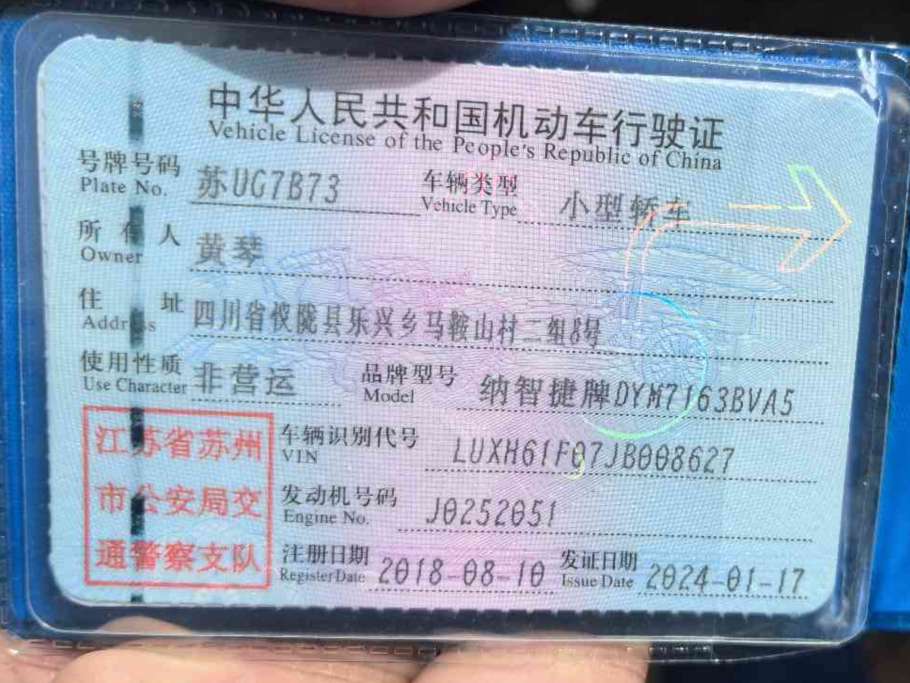 中华人民共和国机动车行驶证
Vehicle License of the People's Republic of China
号牌号码 苏UG7B73 车辆类型 小型轿车
Plate No. Vehicle Type
所有人 黄琴
Owner
住址 四川省仪陇县乐兴乡马鞍山村二组8号
Address
使用性质 非营运 品牌型号 纳智捷牌DYM7163BVA5
Use Character Model
江苏省苏州
市公安局交
通警察支队
车辆识别代号 LUXH61F07JB008627
VIN
发动机号码 J0252051
Engine No.
注册日期 2018-08-10 发证日期 2024-01-17
Register Date Issue Date